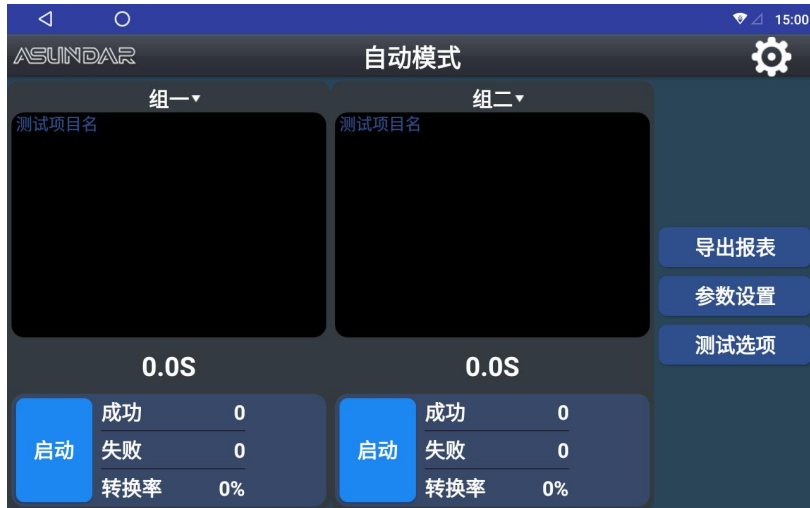 15:00
ASUNDAR
自动模式
组一▾
组二▾
测试项目名
测试项目名
导出报表
参数设置
测试选项
0.0S
0.0S
启动
成功 0
失败 0
转换率 0%
启动
成功 0
失败 0
转换率 0%